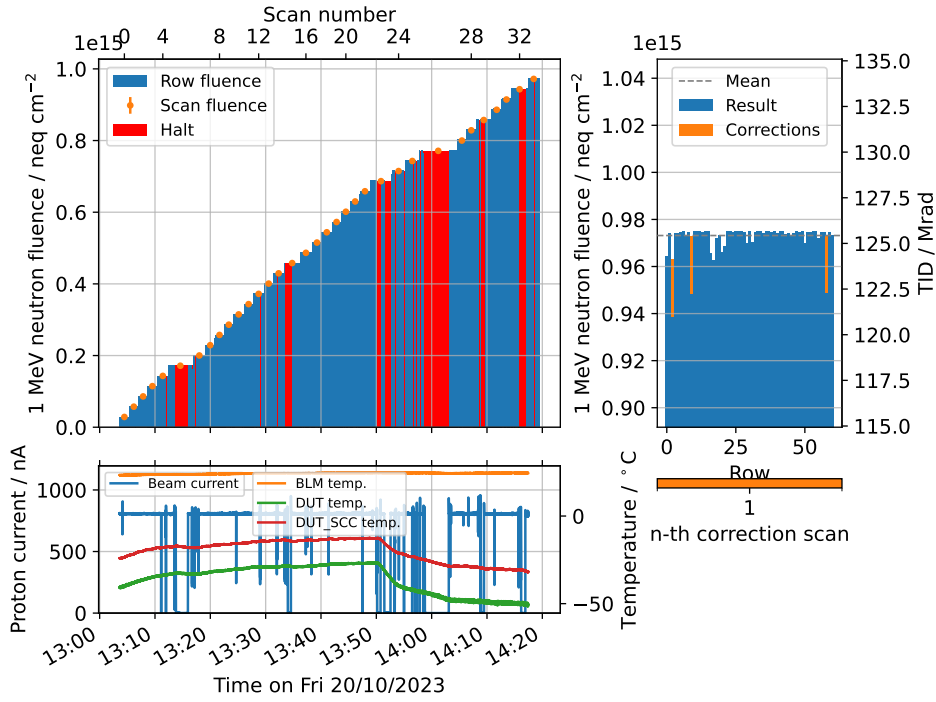 Scan number
1e15
0 4 8 12 14 16 22 24 28 32
1 MeV neutron fluence / neq cm⁻²
1.0
0.8
0.6
0.4
0.2
0.0
Row fluence
Scan fluence
Halt
1e15
1 MeV neutron fluence / neq cm⁻²
1.04
1.02
1.00
0.98
0.96
0.94
0.92
0.90
Mean
Result
Corrections
135.0
132.5
130.0
127.5
125.0
122.5
120.0
117.5
115.0
TID / Mrad
0 25 50
Row
1
n-th correction scan
Proton current / nA
1000
500
0
Beam current
BLM temp.
DUT temp.
DUT_SCC temp.
0
−50
Temperature / °C
13:00 13:10 13:20 13:30 13:40 13:50 14:00 14:10 14:20
Time on Fri 20/10/2023